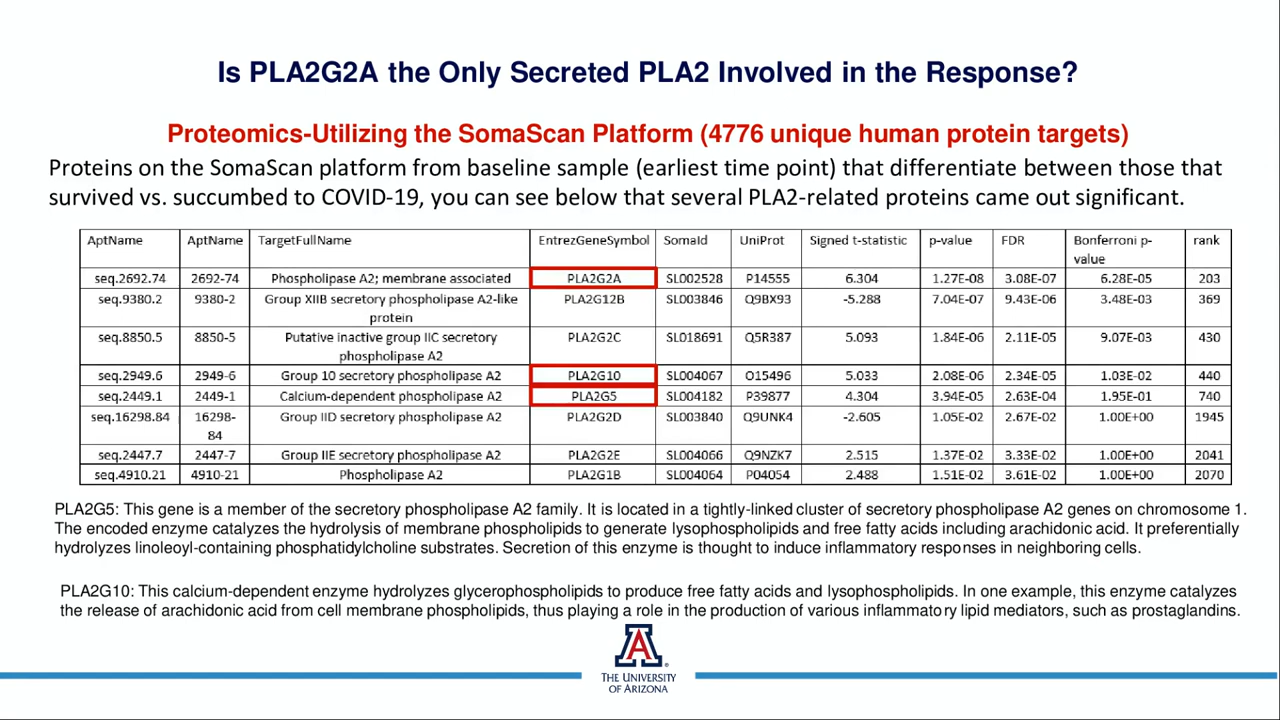 Is PLA2G2A the Only Secreted PLA2 Involved in the Response?
Proteomics-Utilizing the SomaScan Platform (4776 unique human protein targets)
Proteins on the SomaScan platform from baseline sample (earliest time point) that differentiate between those that
survived vs. succumbed to COVID-19, you can see below that several PLA2-related proteins came out significant.
AptName AptName TargetFullName EntrezGeneSymbol SomaId UniProt Signed t-statistic p-value FDR Bonferroni p-value rank
seq.2692.74 2692-74 Phospholipase A2; membrane associated PLA2G2A SL002528 P14555 6.304 1.27E-08 3.08E-07 6.28E-05 203
seq.9380.2 9380-2 Group XIIB secretory phospholipase A2-like protein PLA2G12B SL003846 Q9BX93 -5.288 7.04E-07 9.43E-06 3.48E-03 369
seq.8850.5 8850-5 Putative inactive group IIC secretory phospholipase A2 PLA2G2C SL018691 Q5R387 5.093 1.84E-06 2.11E-05 9.07E-03 430
seq.2949.6 2949-6 Group 10 secretory phospholipase A2 PLA2G10 SL004067 O15496 5.033 2.08E-06 2.34E-05 1.03E-02 440
seq.2449.1 2449-1 Calcium-dependent phospholipase A2 PLA2G5 SL004182 P39877 4.304 3.94E-05 2.63E-04 1.95E-01 740
seq.16298.84 16298-84 Group IID secretory phospholipase A2 PLA2G2D SL003840 Q9UNK4 -2.605 1.05E-02 2.67E-02 1.00E+00 1945
seq.2447.7 2447-7 Group IIE secretory phospholipase A2 PLA2G2E SL004066 Q9NZK7 2.515 1.37E-02 3.33E-02 1.00E+00 2041
seq.4910.21 4910-21 Phospholipase A2 PLA2G1B SL004064 P04054 2.488 1.51E-02 3.61E-02 1.00E+00 2070
PLA2G5: This gene is a member of the secretory phospholipase A2 family. It is located in a tightly-linked cluster of secretory phospholipase A2 genes on chromosome 1.
The encoded enzyme catalyzes the hydrolysis of membrane phospholipids to generate lysophospholipids and free fatty acids including arachidonic acid. It preferentially
hydrolyzes linoleoyl-containing phosphatidylcholine substrates. Secretion of this enzyme is thought to induce inflammatory responses in neighboring cells.
PLA2G10: This calcium-dependent enzyme hydrolyzes glycerophospholipids to produce free fatty acids and lysophospholipids. In one example, this enzyme catalyzes
the release of arachidonic acid from cell membrane phospholipids, thus playing a role in the production of various inflammatory lipid mediators, such as prostaglandins.
A
THE UNIVERSITY
OF ARIZONA